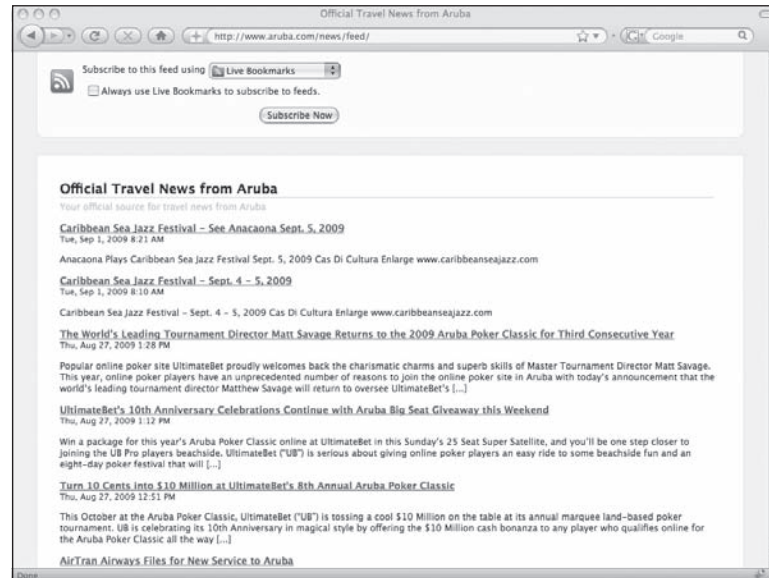 Official Travel News from Aruba
http://www.aruba.com/news/feed/
Google
Subscribe to this feed using Live Bookmarks
Always use Live Bookmarks to subscribe to feeds.
Subscribe Now
Official Travel News from Aruba
Your official source for travel news from Aruba
Caribbean Sea Jazz Festival – See Anacaona Sept. 5, 2009
Tue, Sep 1, 2009 8:21 AM
Anacaona Plays Caribbean Sea Jazz Festival Sept. 5, 2009 Cas Di Cultura Enlarge www.caribbeanseajazz.com
Caribbean Sea Jazz Festival – Sept. 4 – 5, 2009
Tue, Sep 1, 2009 8:10 AM
Caribbean Sea Jazz Festival – Sept. 4 – 5, 2009 Cas Di Cultura Enlarge www.caribbeanseajazz.com
The World's Leading Tournament Director Matt Savage Returns to the 2009 Aruba Poker Classic for Third Consecutive Year
Thu, Aug 27, 2009 1:28 PM
Popular online poker site UltimateBet proudly welcomes back the charismatic charms and superb skills of Master Tournament Director Matt Savage.
This year, online poker players have an unprecedented number of reasons to join the online poker site in Aruba with today's announcement that the
world's leading tournament director Matthew Savage will return to oversee UltimateBet's [...]
UltimateBet's 10th Anniversary Celebrations Continue with Aruba Big Seat Giveaway this Weekend
Thu, Aug 27, 2009 1:12 PM
Win a package for this year's Aruba Poker Classic online at UltimateBet in this Sunday's 25 Seat Super Satellite, and you'll be one step closer to
joining the UB Pro players beachside. UltimateBet ("UB") is serious about giving online poker players an easy ride to some beachside fun and an
eight-day poker festival that will [...]
Turn 10 Cents into $10 Million at UltimateBet's 8th Annual Aruba Poker Classic
Thu, Aug 27, 2009 12:51 PM
This October at the Aruba Poker Classic, UltimateBet ("UB") is tossing a cool $10 Million on the table at its annual marquee land-based poker
tournament. UB is celebrating its 10th Anniversary in magical style by offering the $10 Million cash bonanza to any player who qualifies online for
the Aruba Poker Classic all the way [...]
AirTran Airways Files for New Service to Aruba
Done